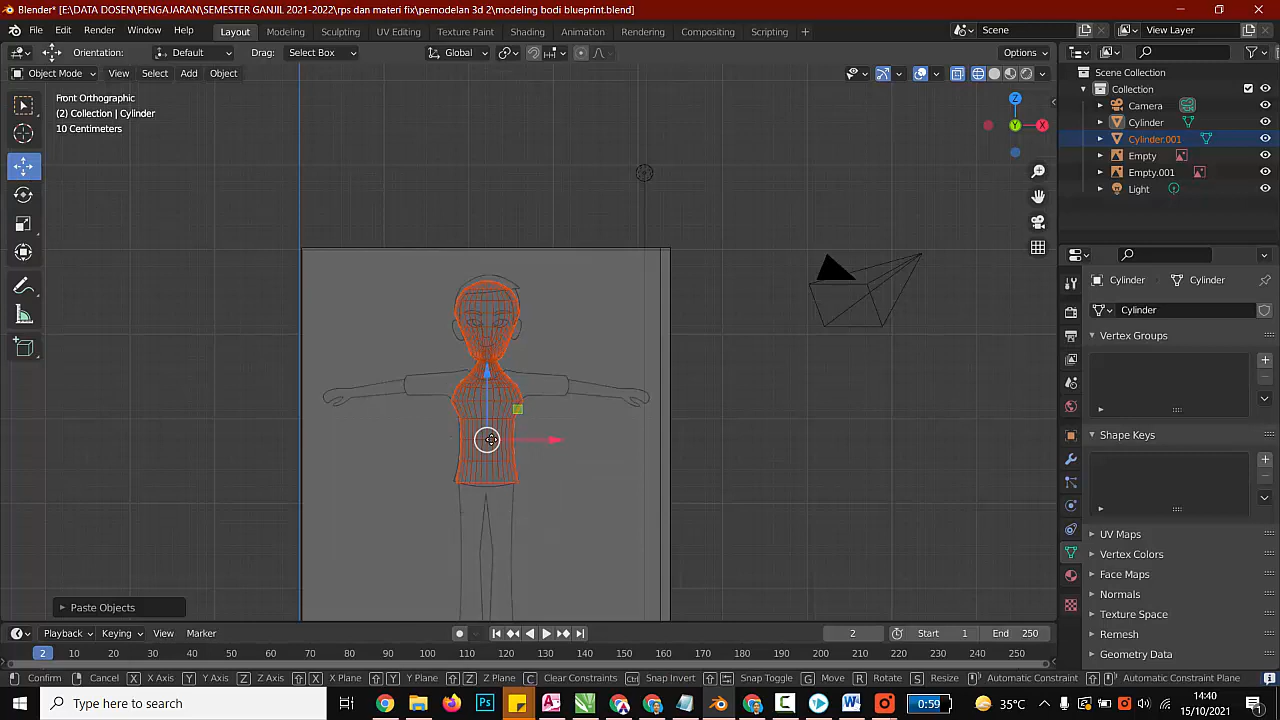 Blender* [E:\DATA DOSEN\PENGAJARAN\SEMESTER GANJIL 2021-2022\rps dan materi fix\pemodelan 3d 2\modeling bodi blueprint.blend]
File Edit Render Window Help Layout Modeling Sculpting UV Editing Texture Paint Shading Animation Rendering Compositing Scripting + Scene View Layer
Orientation: Default Drag: Select Box Global Options
Object Mode View Select Add Object
Scene Collection
Collection
Camera
Cylinder
Cylinder.001
Empty
Empty.001
Light
Front Orthographic
(2) Collection | Cylinder
10 Centimeters
Z
Y
X
Cylinder Cylinder
Cylinder
Vertex Groups
Shape Keys
UV Maps
Vertex Colors
Face Maps
Normals
Texture Space
Remesh
Geometry Data
Paste Objects
Playback Keying View Marker 2 Start 1 End 250
2 10 20 30 40 50 60 70 80 90 100 110 120 130 140 150 160 170 180 190 200 210 220 230 240 250
Confirm Cancel X X Axis Y Y Axis Z Z Axis X X Plane Y Y Plane Z Z Plane C Clear Constraints Snap Invert Snap Toggle G Move R Rotate S Resize Automatic Constraint Automatic Constraint Plane
Type here to search 0:59 35°C 14:40
15/10/2021